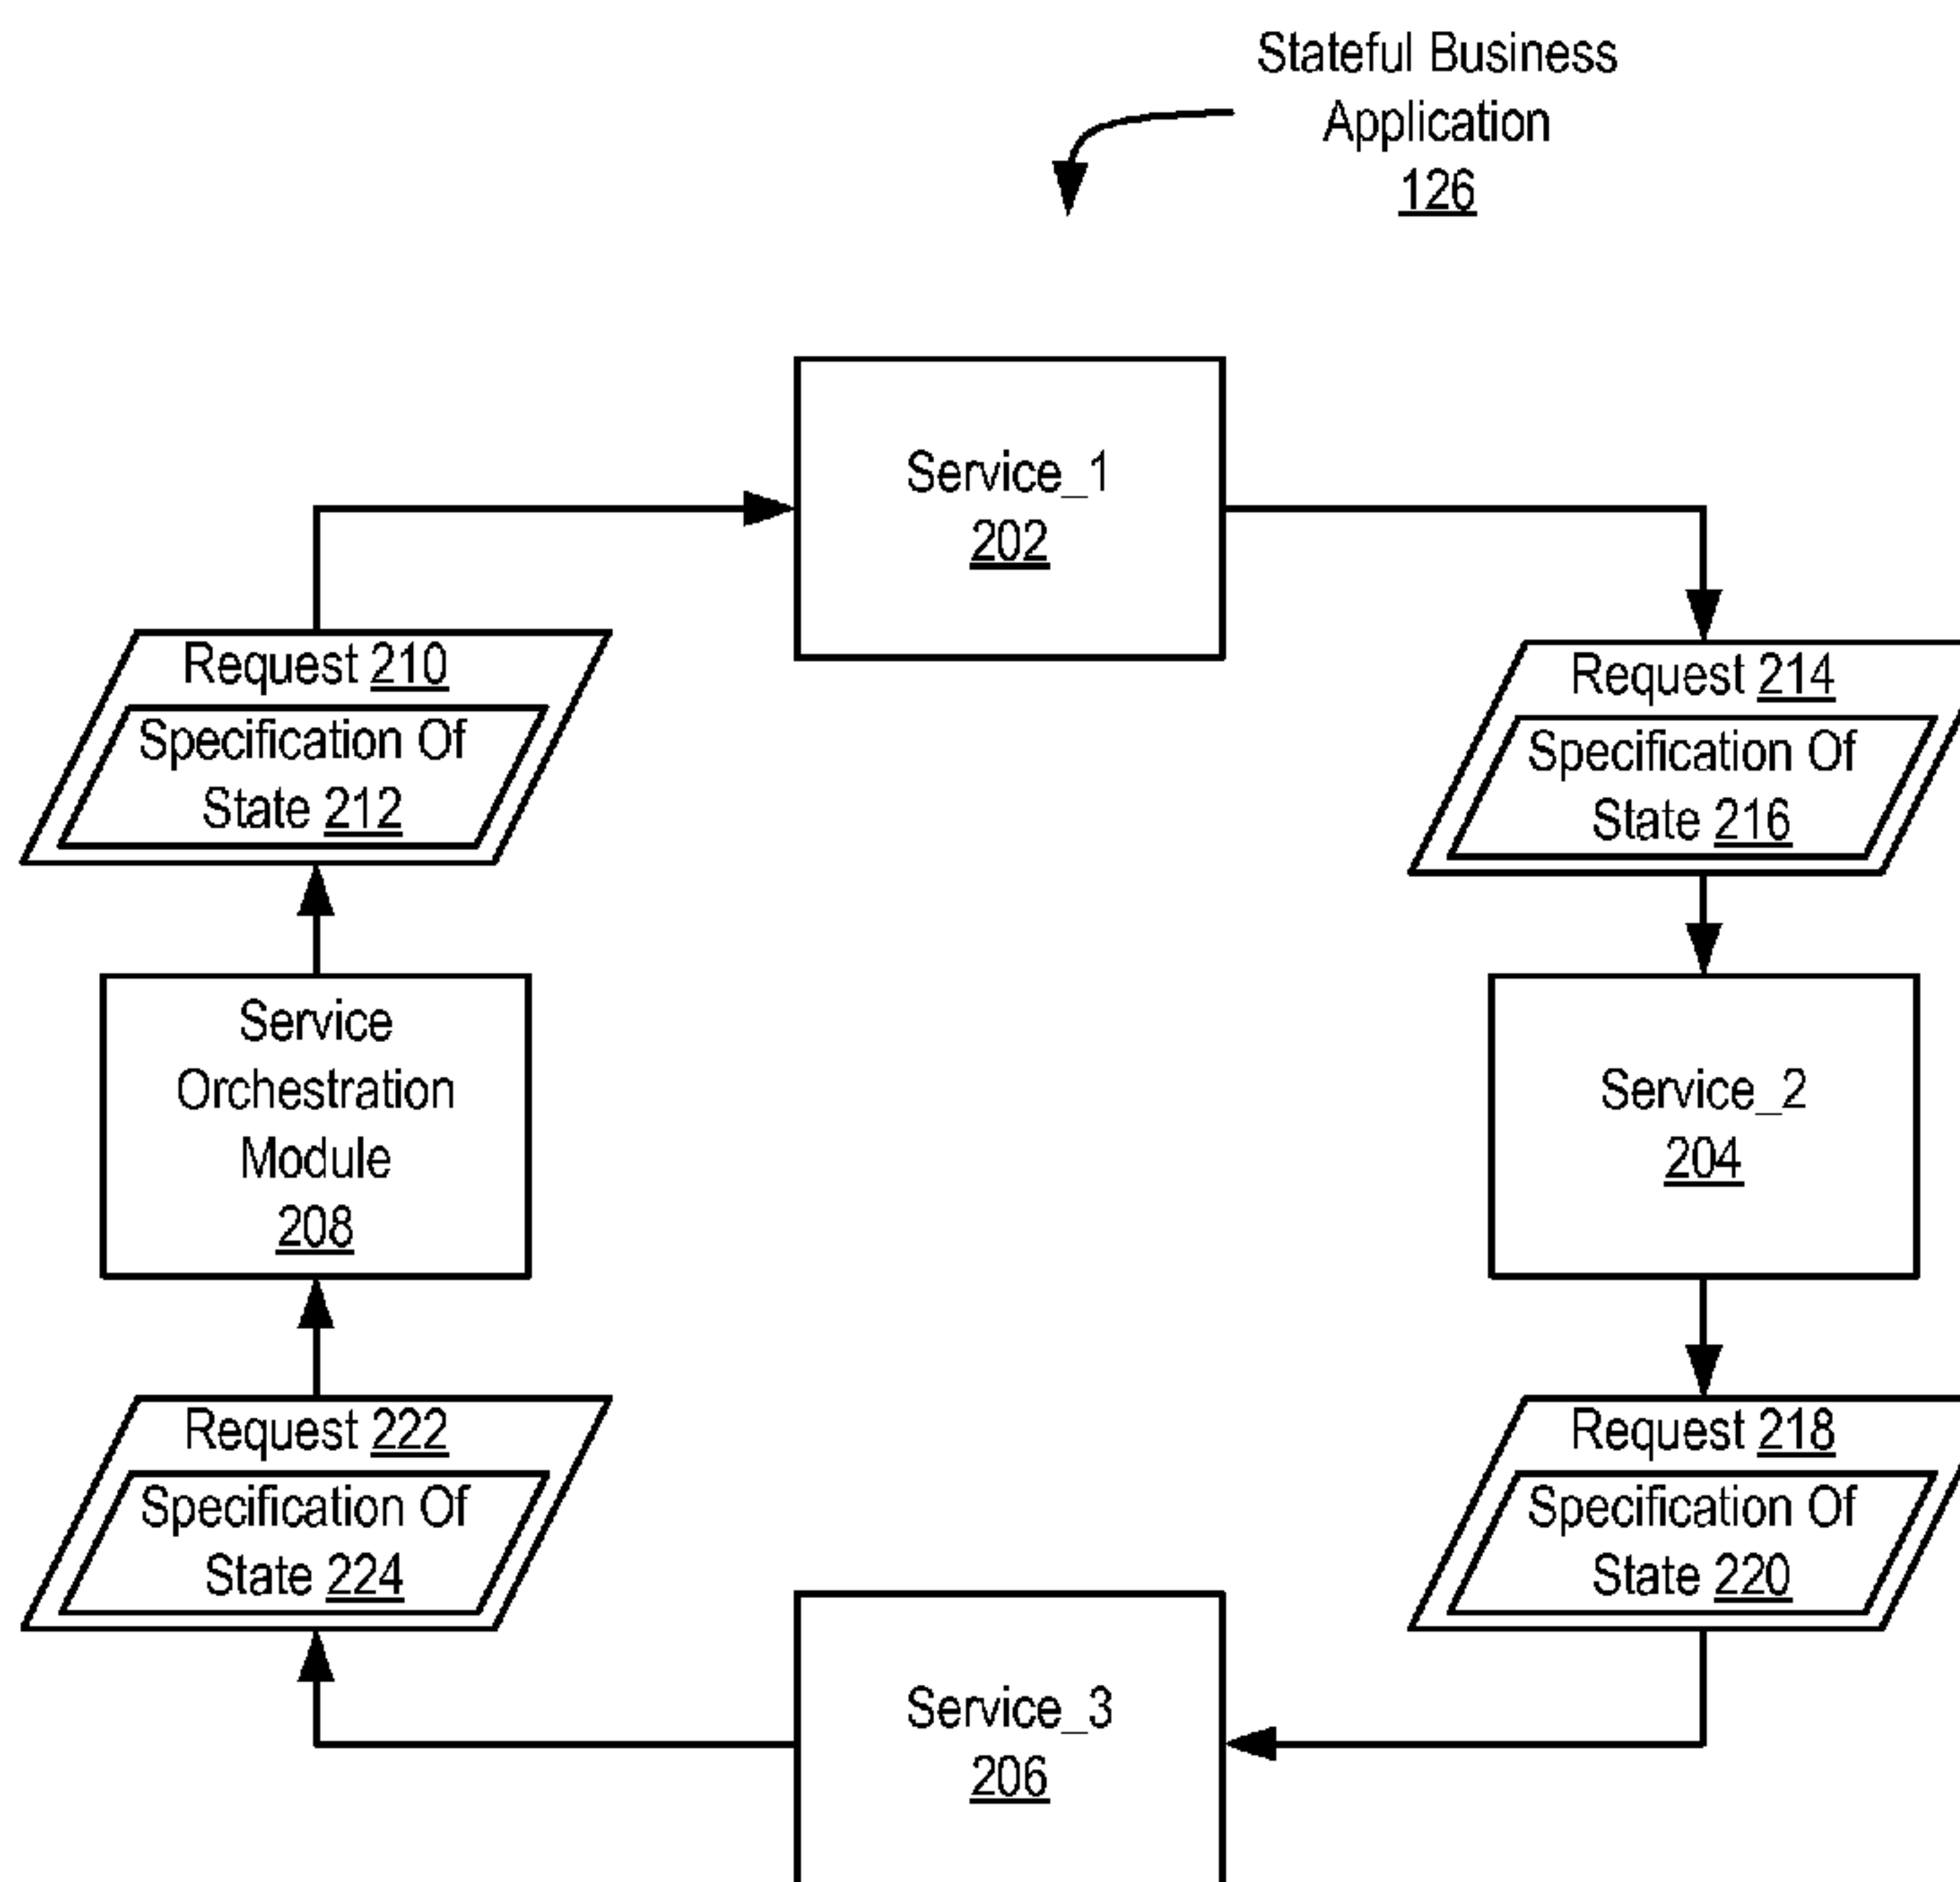 Stateful Business
Application
126
Service_1
202
Request 210
Specification Of
State 212
Request 214
Specification Of
State 216
Service
Orchestration
Module
208
Service_2
204
Request 222
Specification Of
State 224
Request 218
Specification Of
State 220
Service_3
206